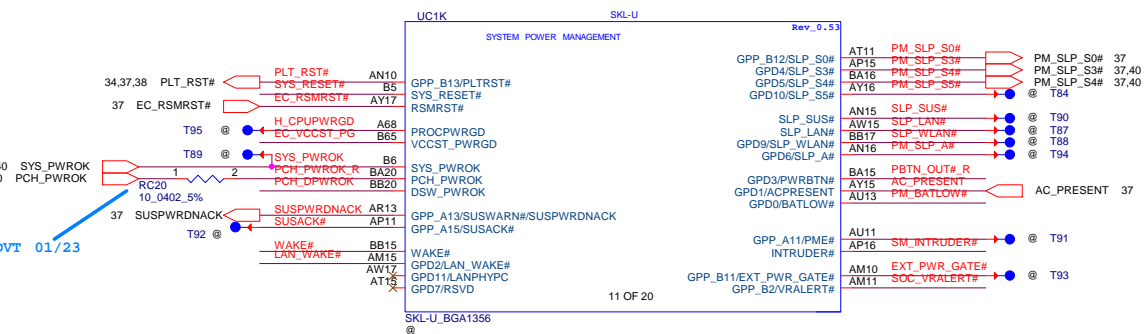 UC1K SKL-U
Rev_0.53
SYSTEM POWER MANAGEMENT
34,37,38 PLT_RST# PLT_RST# AN10 GPP_B13/PLTRST#
SYS_RESET# B5 SYS_RESET#
37 EC_RSMRST# EC_RSMRST# AY17 RSMRST#
T95 @ H_CPUPWRGD A68 PROCPWRGD
EC_VCCST_PG B65 VCCST_PWRGD
T89 @
SYS_PWROK SYS_PWROK B6 SYS_PWROK
PCH_PWROK 1 2 PCH_PWROK_R BA20 PCH_PWROK
RC20 PCH_DPWROK BB20 DSW_PWROK
10_0402_5%
37 SUSPWRDNACK SUSPWRDNACK AR13 GPP_A13/SUSWARN#/SUSPWRDNACK
T92 @ SUSACK# AP11 GPP_A15/SUSACK#
DVT 01/23
WAKE# BB15 WAKE#
LAN_WAKE# AM15 GPD2/LAN_WAKE#
AW17 GPD11/LANPHYPC
AT15 GPD7/RSVD
GPP_B12/SLP_S0# AT11 PM_SLP_S0# PM_SLP_S0# 37
GPD4/SLP_S3# AP15 PM_SLP_S3# PM_SLP_S3# 37,40
GPD5/SLP_S4# BA16 PM_SLP_S4# PM_SLP_S4# 37,40
GPD10/SLP_S5# AY16 PM_SLP_S5# @ T84
SLP_SUS# AN15 SLP_SUS# @ T90
SLP_LAN# AW15 SLP_LAN# @ T87
GPD9/SLP_WLAN# BB17 SLP_WLAN# @ T88
GPD6/SLP_A# AN16 PM_SLP_A# @ T94
GPD3/PWRBTN# BA15 PBTN_OUT#_R
GPD1/ACPRESENT AY15 AC_PRESENT AC_PRESENT 37
GPD0/BATLOW# AU13 PM_BATLOW#
GPP_A11/PME# AU11 @ T91
INTRUDER# AP16 SM_INTRUDER#
GPP_B11/EXT_PWR_GATE# AM10 EXT_PWR_GATE# @ T93
GPP_B2/VRALERT# AM11 SOC_VRALERT#
11 OF 20
SKL-U_BGA1356
@